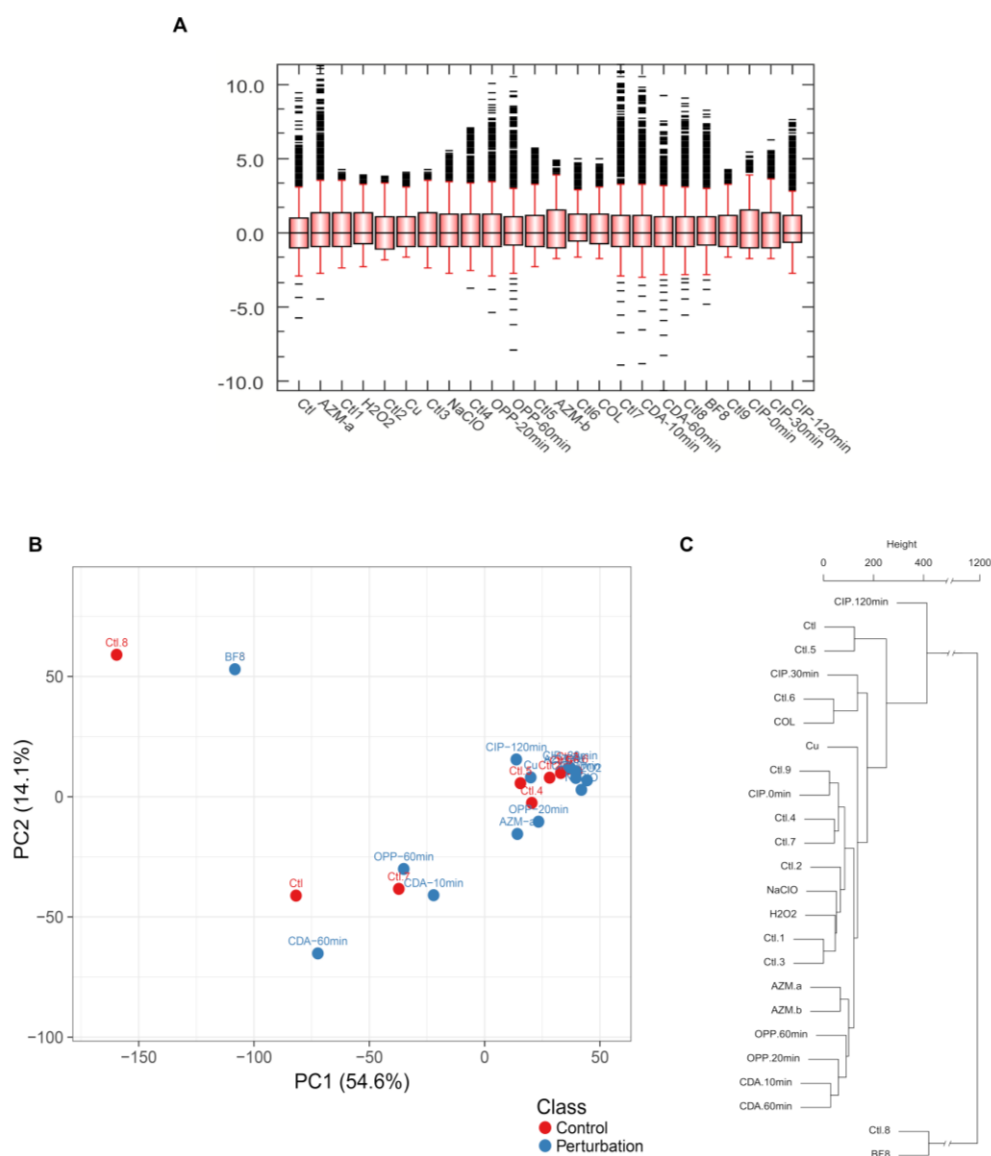 A
10.0
5.0
0.0
-5.0
-10.0
Ctl
AZM-a
Ctl1
H2O2
Ctl2
Cu
Ctl3
NaClO
Ctl4
OPP-20min
OPP-60min
Ctl5
AZM-b
Ctl6
COL
Ctl7
CDA-10min
CDA-60min
Ctl8
BF8
Ctl9
CIP-0min
CIP-30min
CIP-120min
B
PC2 (14.1%)
50
0
−50
−100
Ctl.8
BF8
CIP−120min
Cu
Ctl.5
Ctl.4
OPP−20min
AZM−a
OPP−60min
Ctl
Ctl.7
CDA−10min
CDA−60min
−150
−100
−50
0
50
PC1 (54.6%)
Class
Control
Perturbation
C
Height
0 200 400 1200
CIP.120min
Ctl
Ctl.5
CIP.30min
Ctl.6
COL
Cu
Ctl.9
CIP.0min
Ctl.4
Ctl.7
Ctl.2
NaClO
H2O2
Ctl.1
Ctl.3
AZM.a
AZM.b
OPP.60min
OPP.20min
CDA.10min
CDA.60min
Ctl.8
BF8